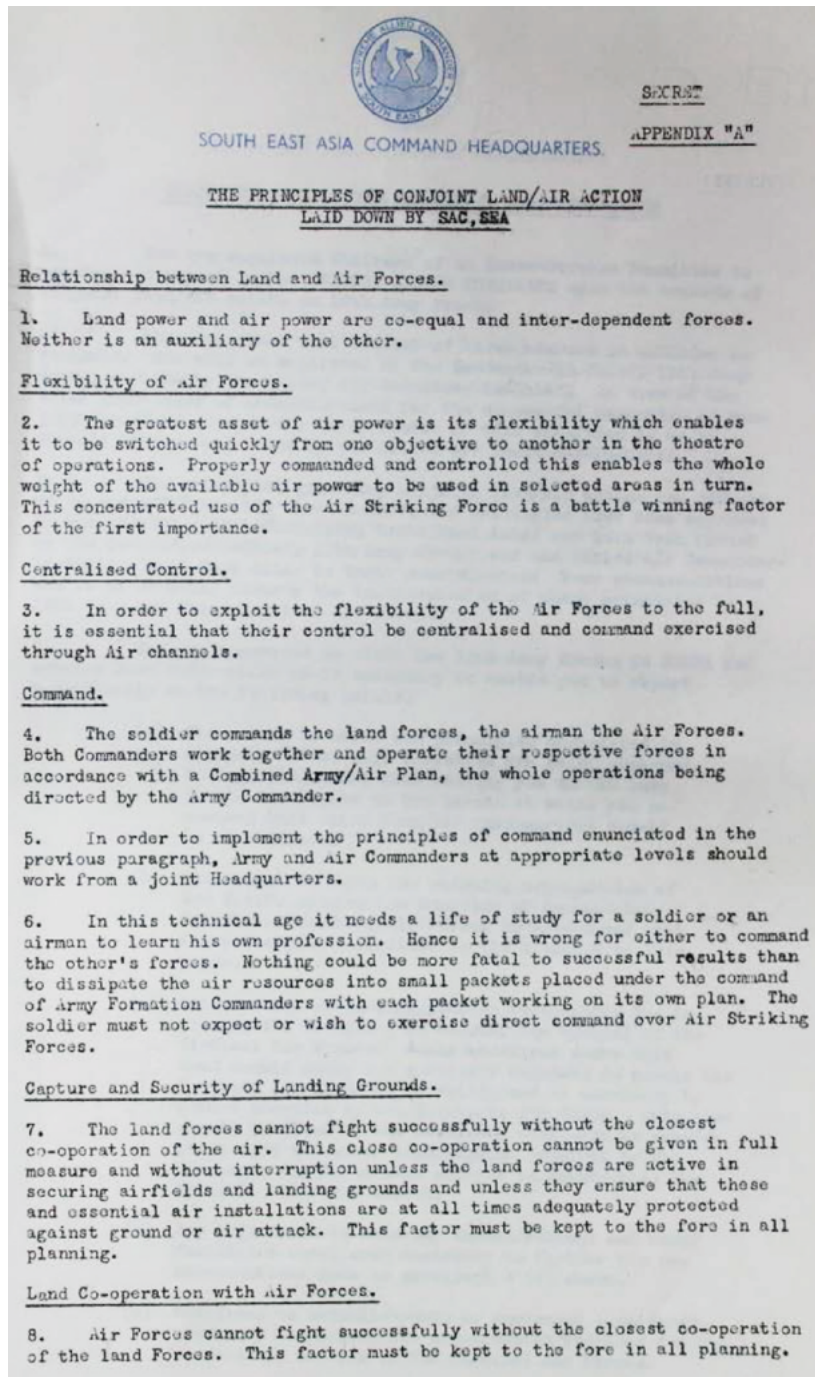 SUPREME ALLIED COMMANDER
SOUTH EAST ASIA
SECRET
APPENDIX "A"
SOUTH EAST ASIA COMMAND HEADQUARTERS.
THE PRINCIPLES OF CONJOINT LAND/AIR ACTION
LAID DOWN BY SAC,SEA
Relationship between Land and Air Forces.
1. Land power and air power are co-equal and inter-dependent forces.
Neither is an auxiliary of the other.
Flexibility of Air Forces.
2. The greatest asset of air power is its flexibility which enables
it to be switched quickly from one objective to another in the theatre
of operations. Properly commanded and controlled this enables the whole
weight of the available air power to be used in selected areas in turn.
This concentrated use of the Air Striking Force is a battle winning factor
of the first importance.
Centralised Control.
3. In order to exploit the flexibility of the Air Forces to the full,
it is essential that their control be centralised and command exercised
through Air channels.
Command.
4. The soldier commands the land forces, the airman the Air Forces.
Both Commanders work together and operate their respective forces in
accordance with a Combined Army/Air Plan, the whole operations being
directed by the Army Commander.
5. In order to implement the principles of command enunciated in the
previous paragraph, Army and Air Commanders at appropriate levels should
work from a joint Headquarters.
6. In this technical age it needs a life of study for a soldier or an
airman to learn his own profession. Hence it is wrong for either to command
the other's forces. Nothing could be more fatal to successful results than
to dissipate the air resources into small packets placed under the command
of Army Formation Commanders with each packet working on its own plan. The
soldier must not expect or wish to exercise direct command over Air Striking
Forces.
Capture and Security of Landing Grounds.
7. The land forces cannot fight successfully without the closest
co-operation of the air. This close co-operation cannot be given in full
measure and without interruption unless the land forces are active in
securing airfields and landing grounds and unless they ensure that these
and essential air installations are at all times adequately protected
against ground or air attack. This factor must be kept to the fore in all
planning.
Land Co-operation with Air Forces.
8. Air Forces cannot fight successfully without the closest co-operation
of the land Forces. This factor must be kept to the fore in all planning.